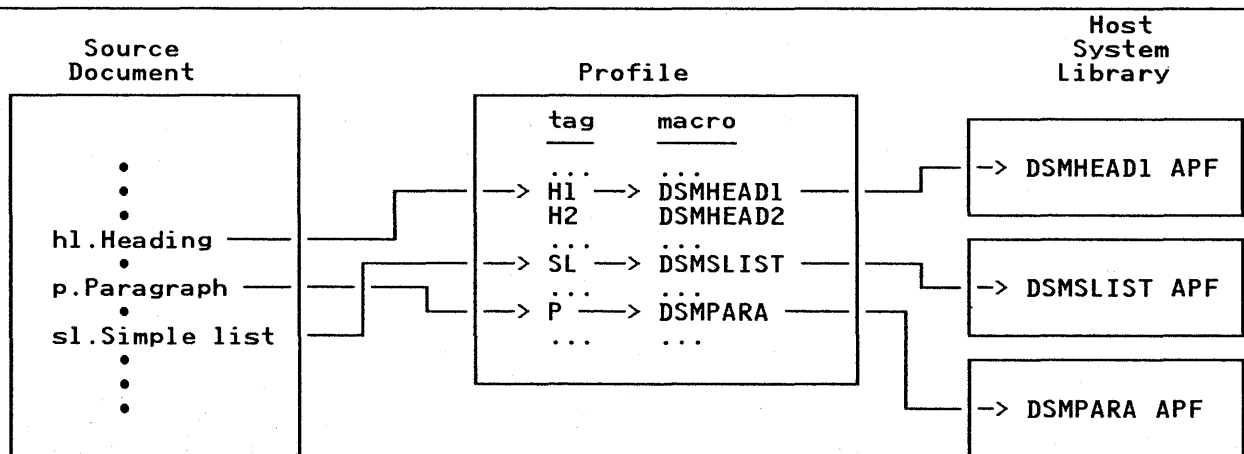 Source
Document
Profile
Host
System
Library
tag macro
... ...
H1 —> DSMHEAD1
H2 DSMHEAD2
... ...
SL —> DSMSLIST
... ...
P —> DSMPARA
... ...
h1.Heading
p.Paragraph
sl.Simple list
—> DSMHEAD1 APF
—> DSMSLIST APF
—> DSMPARA APF